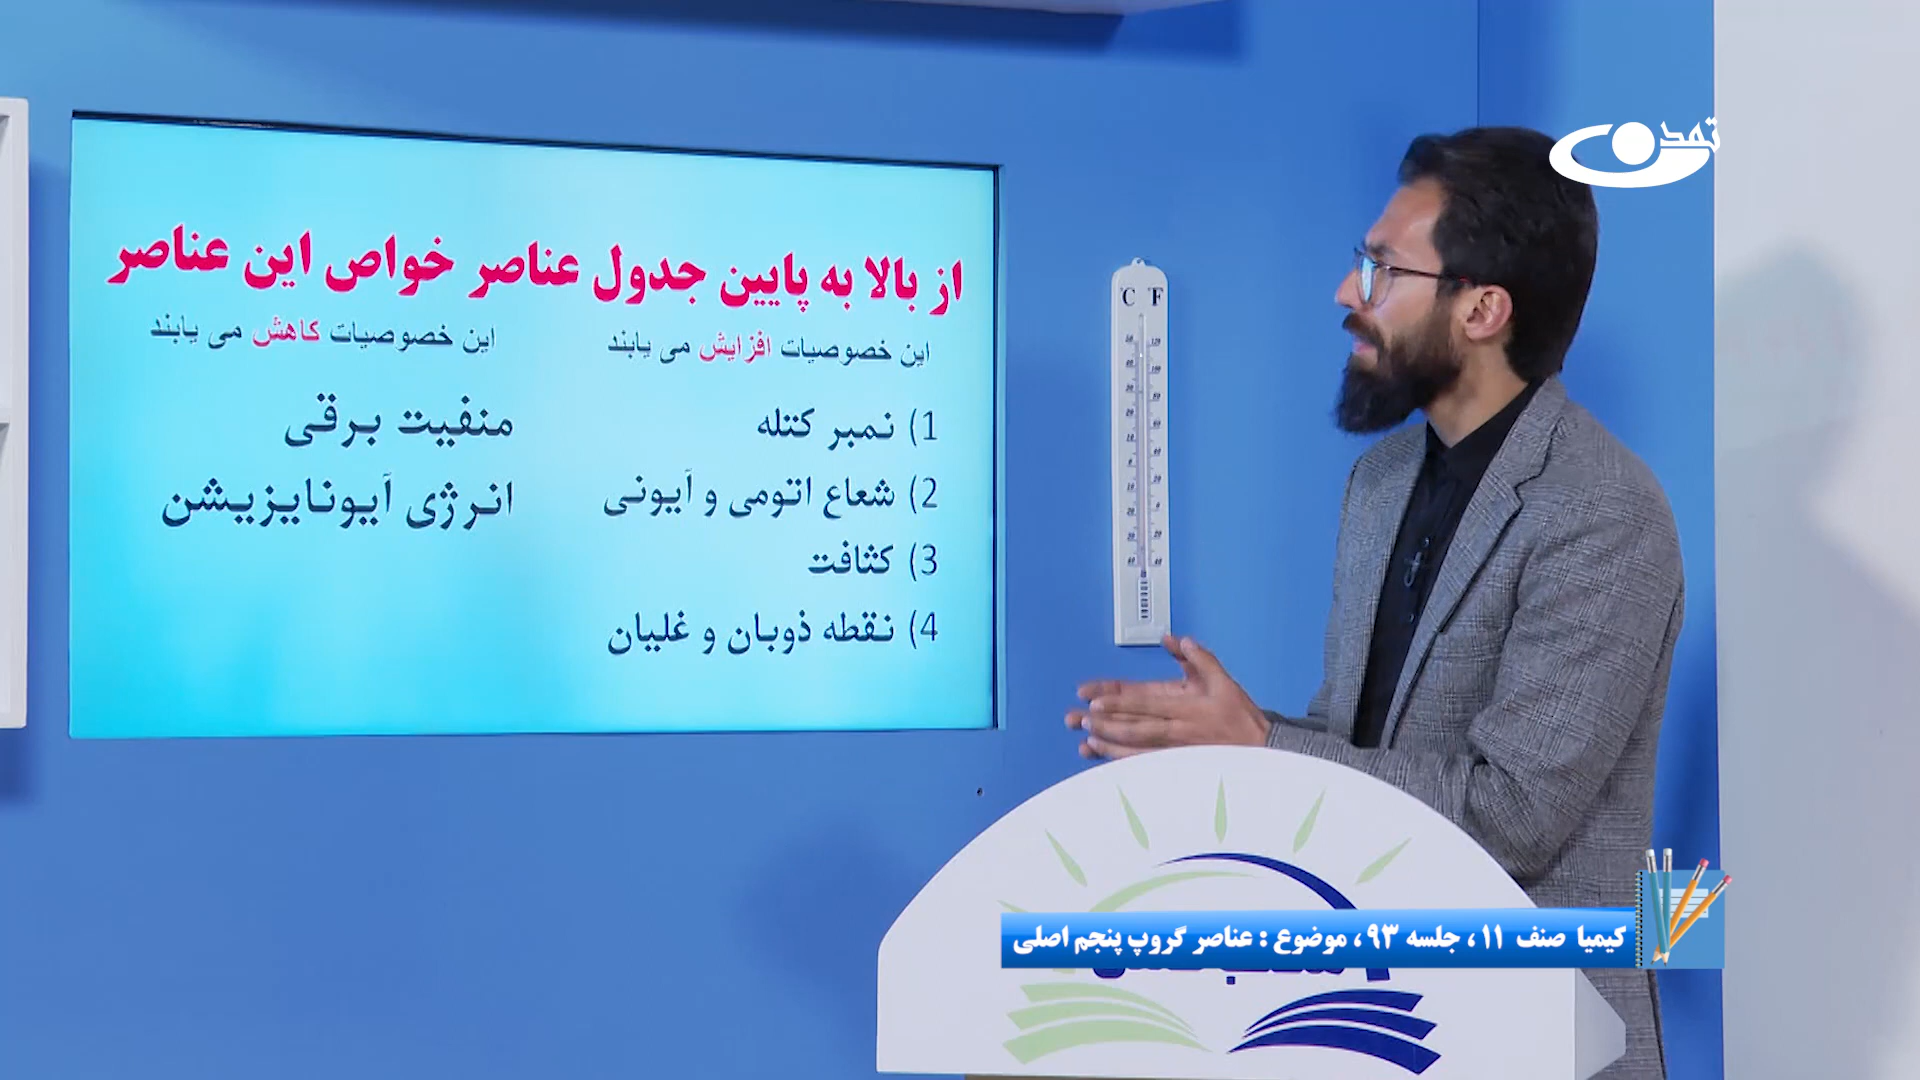 تمدن
از بالا به پایین جدول عناصر خواص این عناصر
این خصوصیات افزایش می یابند
1) نمبر کتله
2) شعاع اتومی و آیونی
3) کثافت
4) نقطه ذوبان و غلیان
این خصوصیات کاهش می یابند
منفیت برقی
انرژی آیونایزیشن
°C °F
کیمیا صنف ۱۱، جلسه ۹۳، موضوع : عناصر گروپ پنجم اصلی